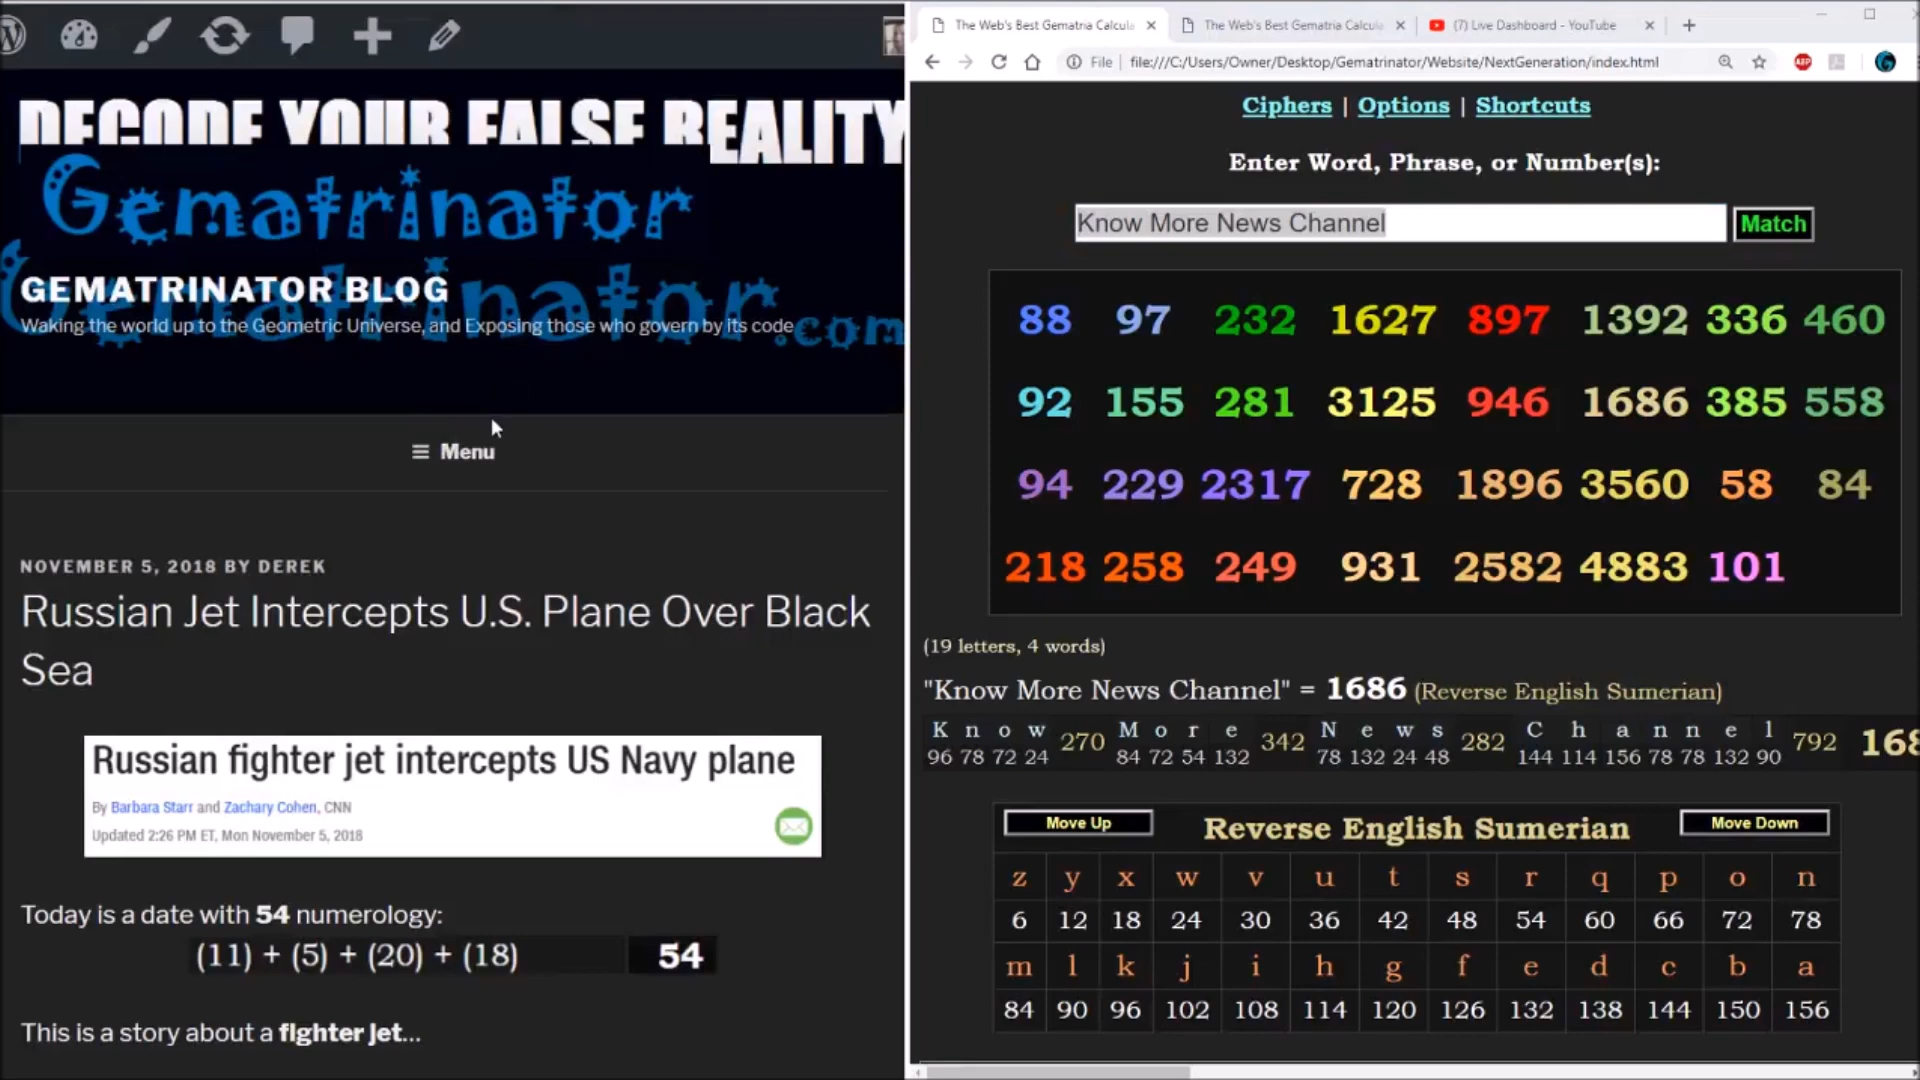 DECODE YOUR FALSE REALITY
Gematrinator
Gematrinator.com
GEMATRINATOR BLOG
Waking the world up to the Geometric Universe, and Exposing those who govern by its code
Menu
NOVEMBER 5, 2018 BY DEREK
Russian Jet Intercepts U.S. Plane Over Black
Sea
Russian fighter jet intercepts US Navy plane
By Barbara Starr and Zachary Cohen, CNN
Updated 2:26 PM ET, Mon November 5, 2018
Today is a date with 54 numerology:
(11) + (5) + (20) + (18) 54
This is a story about a fighter jet...
The Web's Best Gematria Calcula
The Web's Best Gematria Calcula
(7) Live Dashboard - YouTube
File | file:///C:/Users/Owner/Desktop/Gematrinator/Website/NextGeneration/index.html
ABP
Ciphers | Options | Shortcuts
Enter Word, Phrase, or Number(s):
Know More News Channel Match
88 97 232 1627 897 1392 336 460
92 155 281 3125 946 1686 385 558
94 229 2317 728 1896 3560 58 84
218 258 249 931 2582 4883 101
(19 letters, 4 words)
"Know More News Channel" = 1686 (Reverse English Sumerian)
K n o w 270 M o r e 342 N e w s 282 C h a n n e l 792 168
96 78 72 24 84 72 54 132 78 132 24 48 144 114 156 78 78 132 90
Move Up Reverse English Sumerian Move Down
z y x w v u t s r q p o n
6 12 18 24 30 36 42 48 54 60 66 72 78
m l k j i h g f e d c b a
84 90 96 102 108 114 120 126 132 138 144 150 156